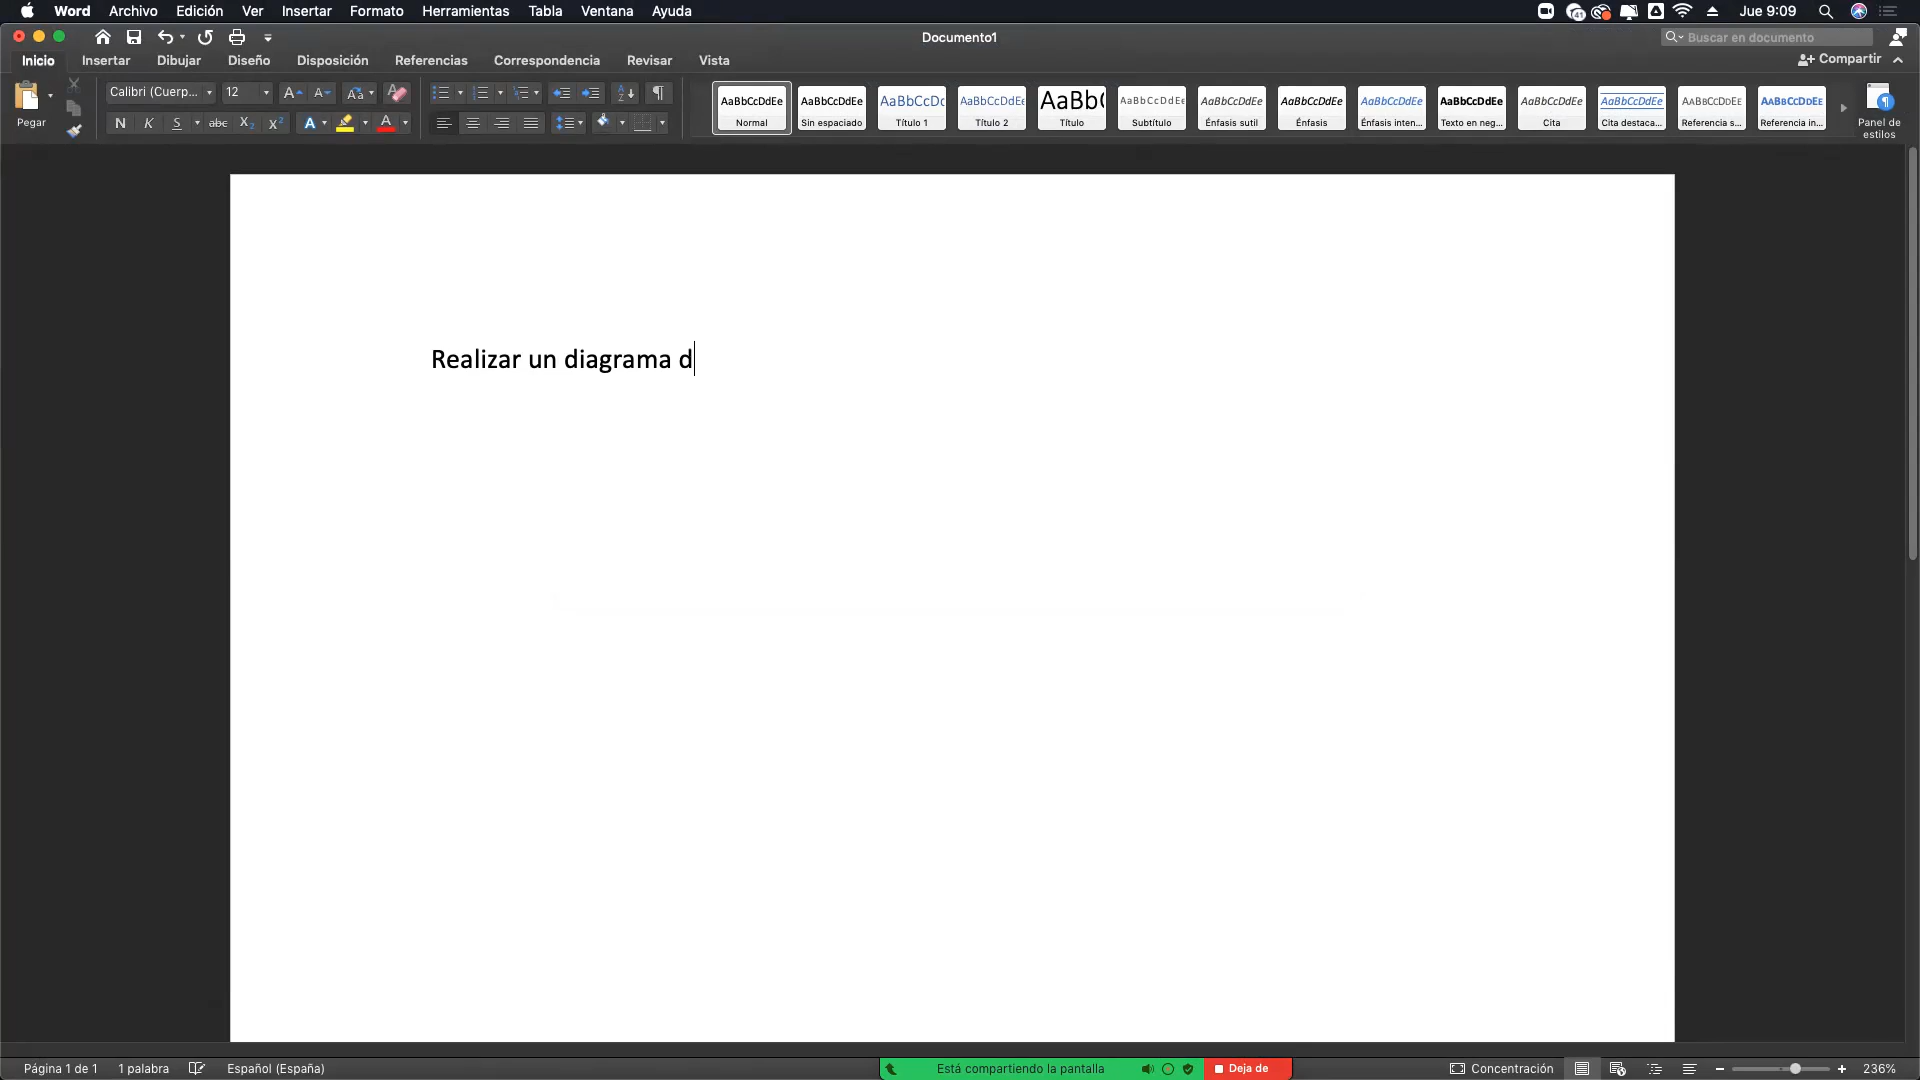 Word Archivo Edición Ver Insertar Formato Herramientas Tabla Ventana Ayuda
41
Jue 9:09
Documento1
Buscar en documento
Inicio Insertar Dibujar Diseño Disposición Referencias Correspondencia Revisar Vista
Compartir
Pegar
Calibri (Cuerp... 12
AaBbCcDdEe AaBbCcDdEe AaBbCcDc AaBbCcDdEe AaBb( AaBbCcDdEe AaBbCcDdEe AaBbCcDdEe AaBbCcDdEe AaBbCcDdEe AaBbCcDdEe AaBbCcDdEe AaBbCcDdEe AaBbCcDdEe
Normal Sin espaciado Título 1 Título 2 Título Subtítulo Énfasis sutil Énfasis Énfasis inten... Texto en neg... Cita Cita destaca... Referencia s... Referencia in...
Panel de
estilos
N K S abc X₂ X² A A
Realizar un diagrama d
Página 1 de 1 1 palabra Español (España)
Está compartiendo la pantalla
Deja de
Concentración
236%